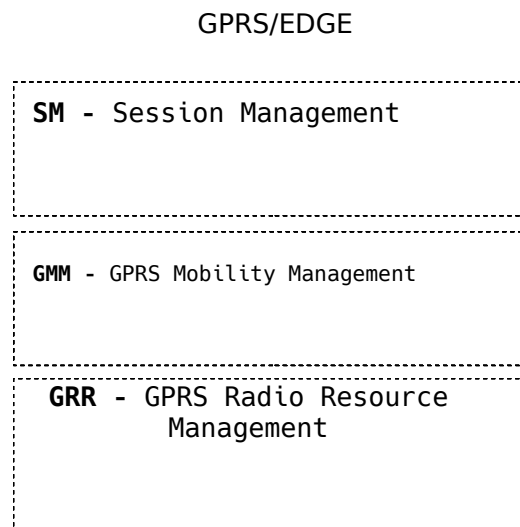 GPRS/EDGE
SM - Session Management
GMM - GPRS Mobility Management
GRR - GPRS Radio Resource
Management